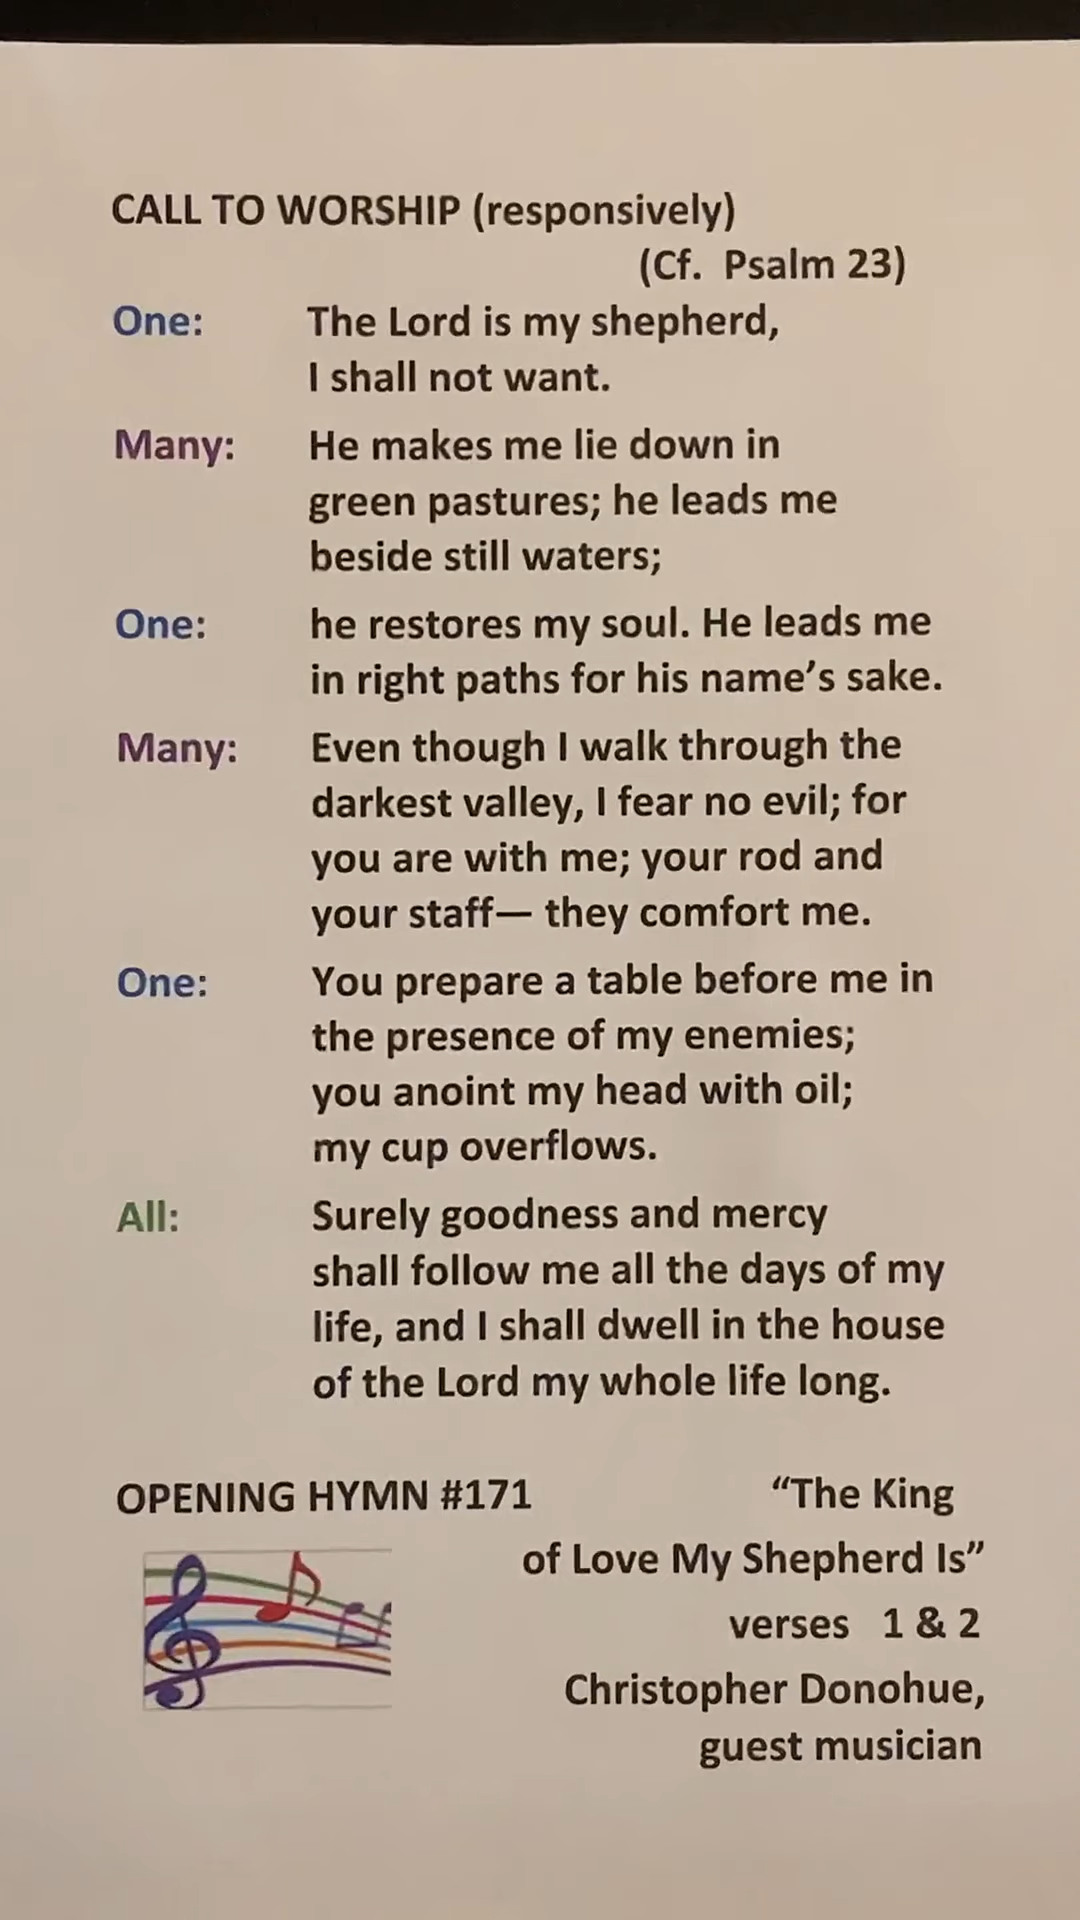 CALL TO WORSHIP (responsively)
(Cf. Psalm 23)
One: The Lord is my shepherd,
I shall not want.
Many: He makes me lie down in
green pastures; he leads me
beside still waters;
One: he restores my soul. He leads me
in right paths for his name’s sake.
Many: Even though I walk through the
darkest valley, I fear no evil; for
you are with me; your rod and
your staff— they comfort me.
One: You prepare a table before me in
the presence of my enemies;
you anoint my head with oil;
my cup overflows.
All: Surely goodness and mercy
shall follow me all the days of my
life, and I shall dwell in the house
of the Lord my whole life long.
OPENING HYMN #171 “The King
of Love My Shepherd Is”
verses 1 & 2
Christopher Donohue,
guest musician